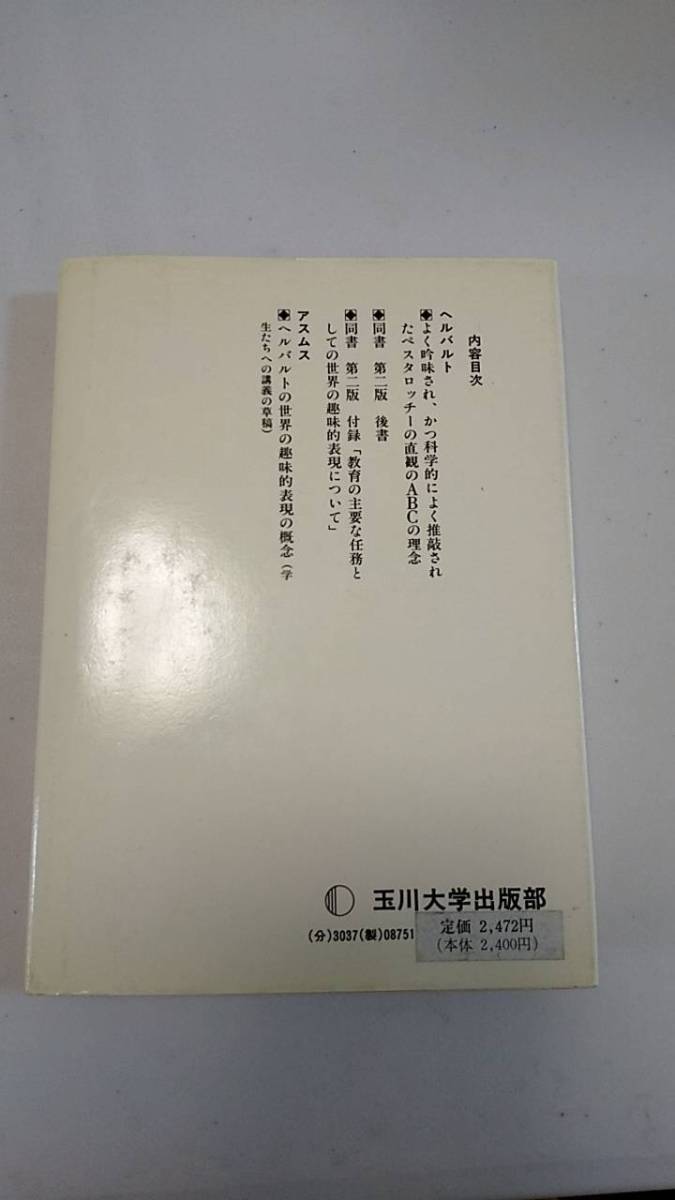 内容目次
ヘルバルト
◆よく吟味され、かつ科学的によく推敲され
たペスタロッチーの直観のABCの理念
◆同書 第二版 後書
◆同書 第二版 付録「教育の主要な任務と
しての世界の趣味的表現について」
アスムス
◆ヘルバルトの世界の趣味的表現の概念（学
生たちへの講義の草稿）
玉川大学出版部
(分)3037(製)08751
定価 2,472円
(本体 2,400円)